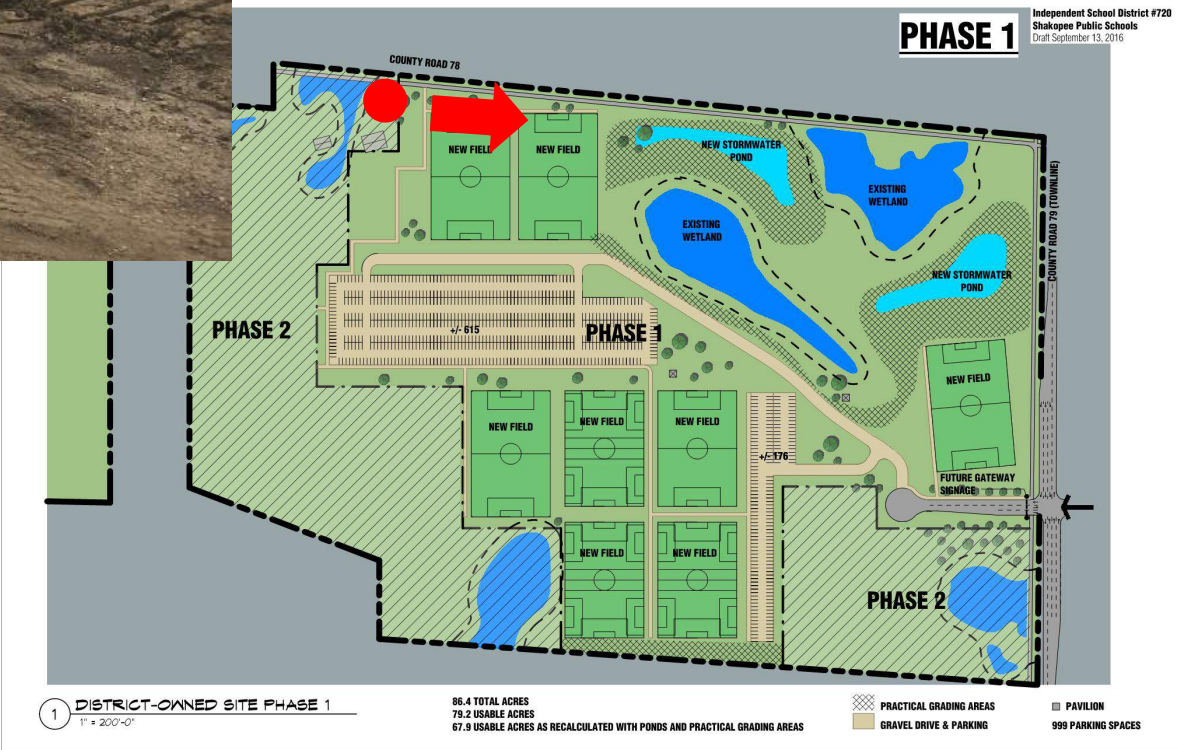 PHASE 1
Independent School District #720
Shakopee Public Schools
Draft September 13, 2016
COUNTY ROAD 78
NEW FIELD
NEW FIELD
NEW STORMWATER
POND
EXISTING
WETLAND
EXISTING
WETLAND
COUNTY ROAD 79 (TOWNLINE)
NEW STORMWATER
POND
PHASE 2
+/- 615
PHASE 1
NEW FIELD
NEW FIELD
NEW FIELD
NEW FIELD
+/- 176
FUTURE GATEWAY
SIGNAGE
NEW FIELD
NEW FIELD
PHASE 2
1
DISTRICT-OWNED SITE PHASE 1
1" = 200'-0"
86.4 TOTAL ACRES
79.2 USABLE ACRES
67.9 USABLE ACRES AS RECALCULATED WITH PONDS AND PRACTICAL GRADING AREAS
PRACTICAL GRADING AREAS
GRAVEL DRIVE & PARKING
PAVILION
999 PARKING SPACES